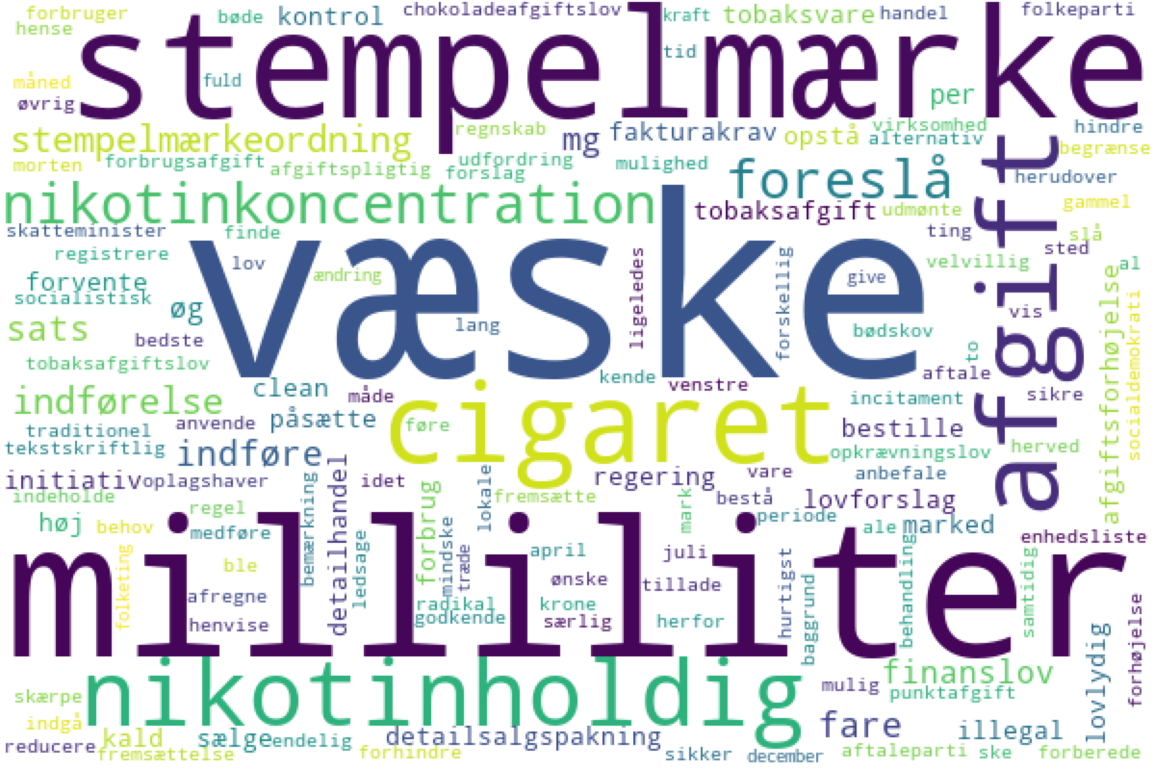 forbruger bøde kontrol chokoladeafgiftslov kraft tobaksvare handel folkeparti
hense
stempelmærke
tid
måned fuld
øvrig per
stempelmærkeordning regnskab mg fakturakrav opstå virksomhed hindre
alternativ begrænse
morten forbrugsafgift afgiftspligtig udfordring mulighed
forslag foreslå herudover
nikotinkoncentration tobaksafgift udmønte gammel
skatteminister finde ting slå
registrere lov ændring væske ligeledes forskellig velvillig sted al
forvente give afgift
socialistisk øg lang vis afgiftsforhøjelse
sats bedste bødskov socialdemokrati
tobaksafgiftslov kende venstre aftale to
indførelse clean måde cigaret incitament sikre
traditionel anvende påsætte føre bestille
tekstskriftlig indføre opkrævningslov herved
initiativ oplagshaver idet regering vare anbefale
indeholde regel fremsætte bestå lovforslag
høj behov medføre bemærkning detailhandel forbrug lokale mark periode ale marked enhedsliste
folketing ble ledsage mindske træde april juli hurtigst behandling samtidig
milliliter
afregne ønske tillade
henvise radikal krone
godkende særlig herfor baggrund
nikotinholdig finanslov lovlydig forhøjelse
skærpe mulig punktafgift
indgå fare
kald sælge endelig detailsalgspakning illegal
reducere fremsættelse forhindre sikker december aftaleparti ske forberede